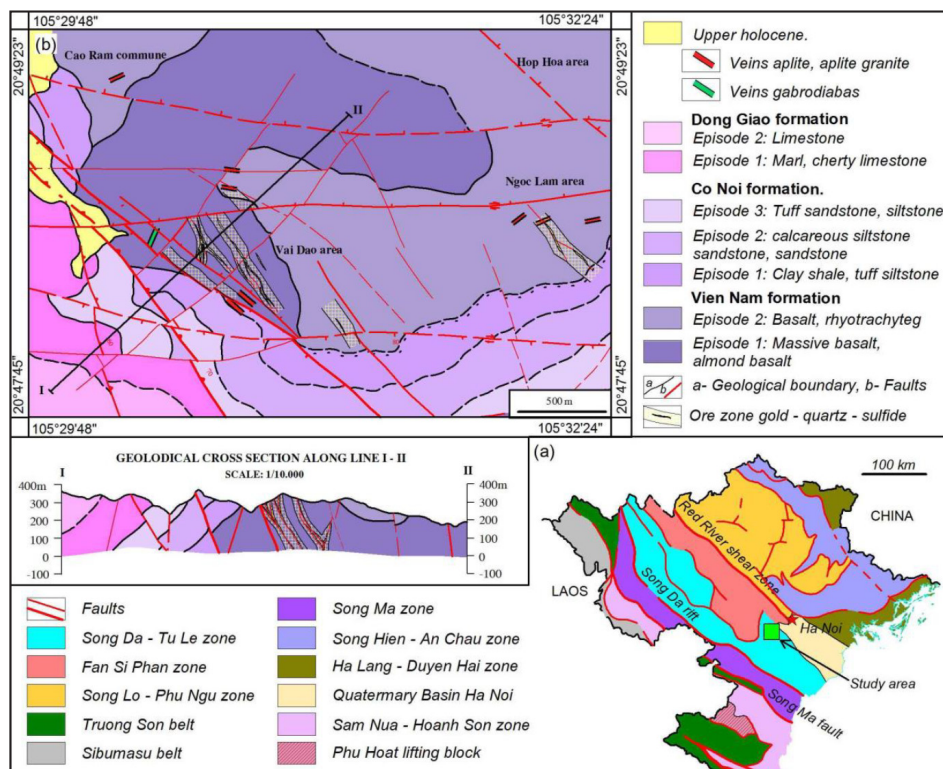 105°29'48"
105°32'24"
(b)
Cao Ram commune
Hop Hoa area
II
Ngoc Lam area
Vai Dao area
I
500 m
20°49'23"
20°49'23"
20°47'45"
20°47'45"
105°29'48"
105°32'24"
Upper holocene.
Veins aplite, aplite granite
Veins gabrodiabas
Dong Giao formation
Episode 2: Limestone
Episode 1: Marl, cherty limestone
Co Noi formation.
Episode 3: Tuff sandstone, siltstone
Episode 2: calcareous siltstone
sandstone, sandstone
Episode 1: Clay shale, tuff siltstone
Vien Nam formation
Episode 2: Basalt, rhyotrachyteg
Episode 1: Massive basalt,
almond basalt
a b
a- Geological boundary, b- Faults
Ore zone gold - quartz - sulfide
GEOLODICAL CROSS SECTION ALONG LINE I - II
SCALE: 1/10.000
I
II
400m
300
200
100
0
-100
400m
300
200
100
0
-100
(a)
100 km
CHINA
LAOS
Red River shear zone
Song Da rift
Ha Noi
Study area
Song Ma fault
Faults
Song Da - Tu Le zone
Fan Si Phan zone
Song Lo - Phu Ngu zone
Truong Son belt
Sibumasu belt
Song Ma zone
Song Hien - An Chau zone
Ha Lang - Duyen Hai zone
Quaternary Basin Ha Noi
Sam Nua - Hoanh Son zone
Phu Hoat lifting block